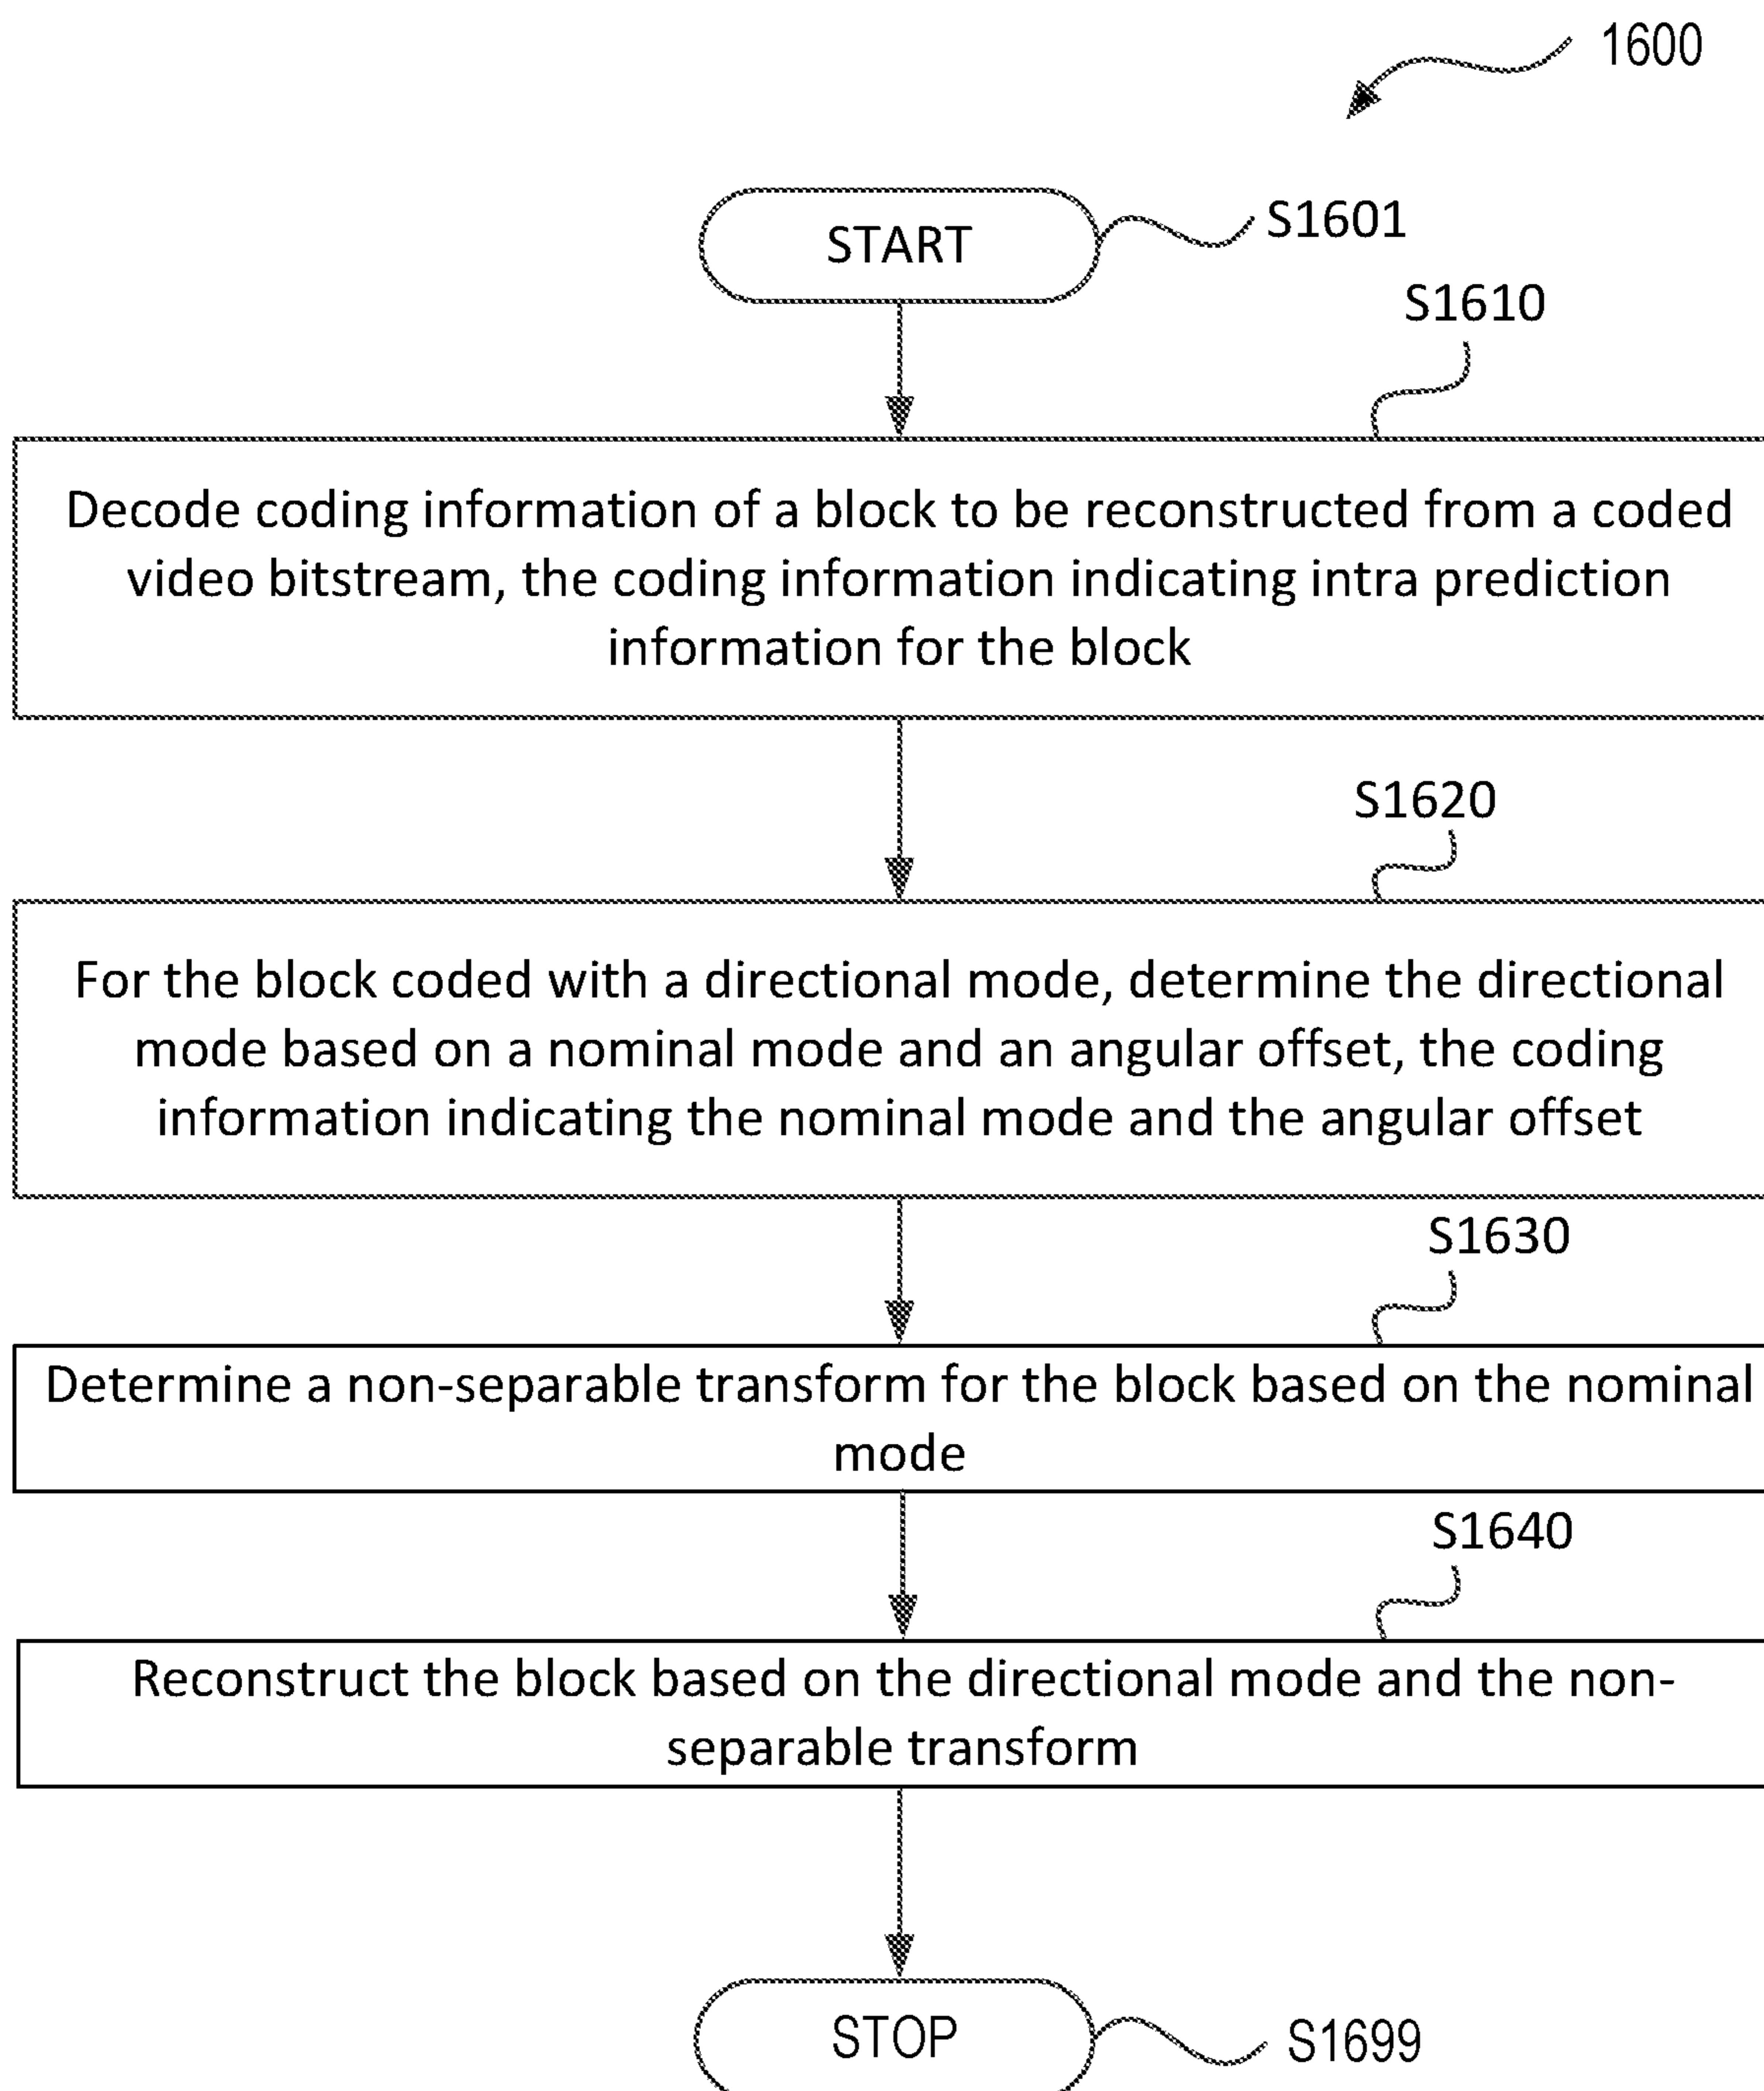 1600
START
S1601
S1610
Decode coding information of a block to be reconstructed from a coded
video bitstream, the coding information indicating intra prediction
information for the block
S1620
For the block coded with a directional mode, determine the directional
mode based on a nominal mode and an angular offset, the coding
information indicating the nominal mode and the angular offset
S1630
Determine a non-separable transform for the block based on the nominal
mode
S1640
Reconstruct the block based on the directional mode and the non-
separable transform
STOP
S1699